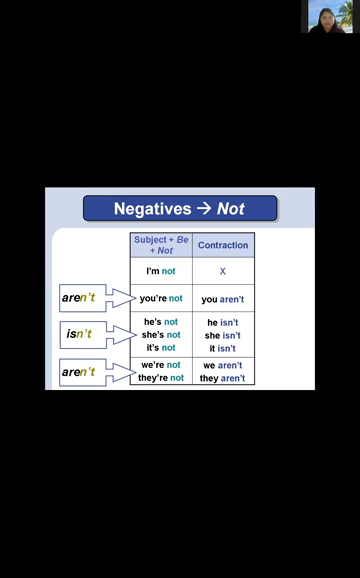 Negatives → Not
Subject + Be + Not
Contraction
I'm not
X
aren't
you're not
you aren't
isn't
he's not
he isn't
she's not
she isn't
it's not
it isn't
aren't
we're not
we aren't
they're not
they aren't